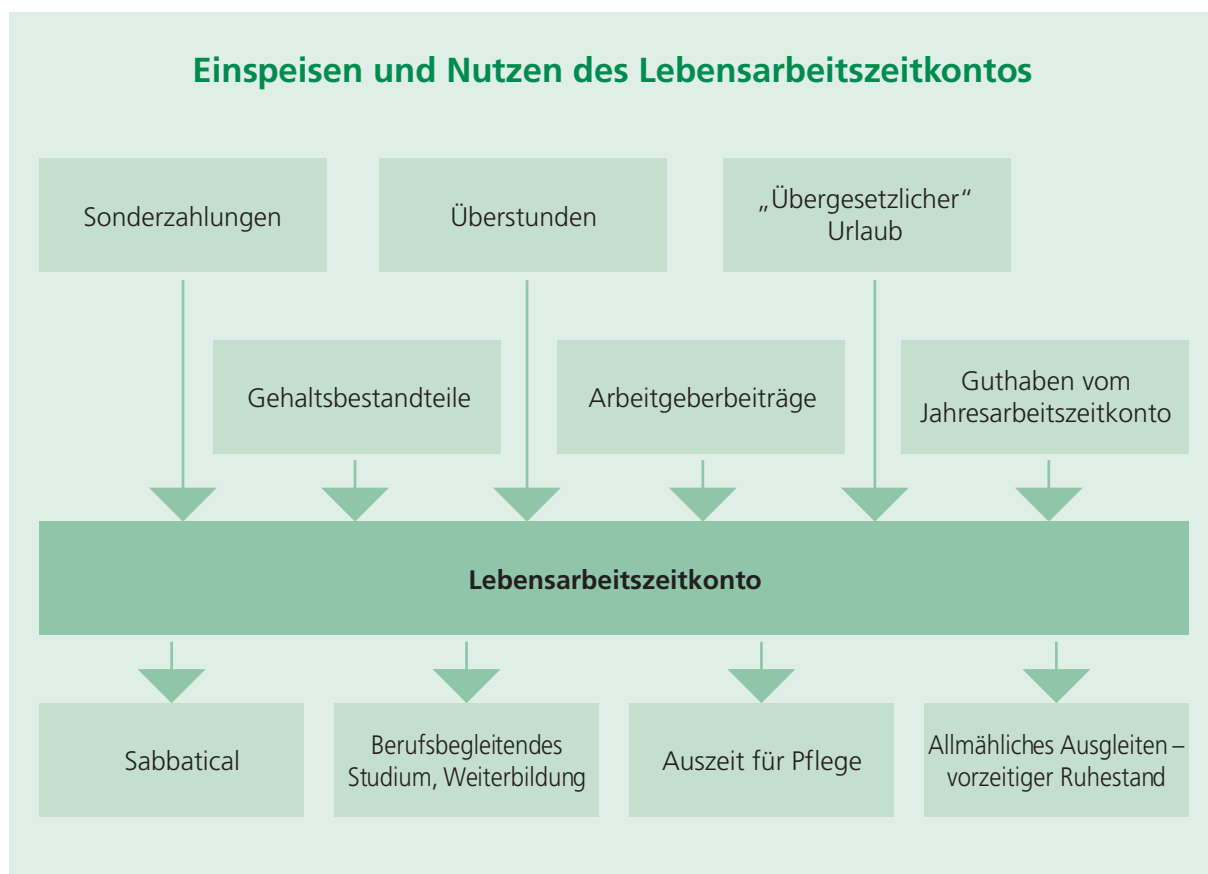 Einspeisen und Nutzen des Lebensarbeitszeitkontos
Sonderzahlungen
Überstunden
„Übergesetzlicher“
Urlaub
Gehaltsbestandteile
Arbeitgeberbeiträge
Guthaben vom
Jahresarbeitszeitkonto
Lebensarbeitszeitkonto
Sabbatical
Berufsbegleitendes
Studium, Weiterbildung
Auszeit für Pflege
Allmähliches Ausgleiten –
vorzeitiger Ruhestand